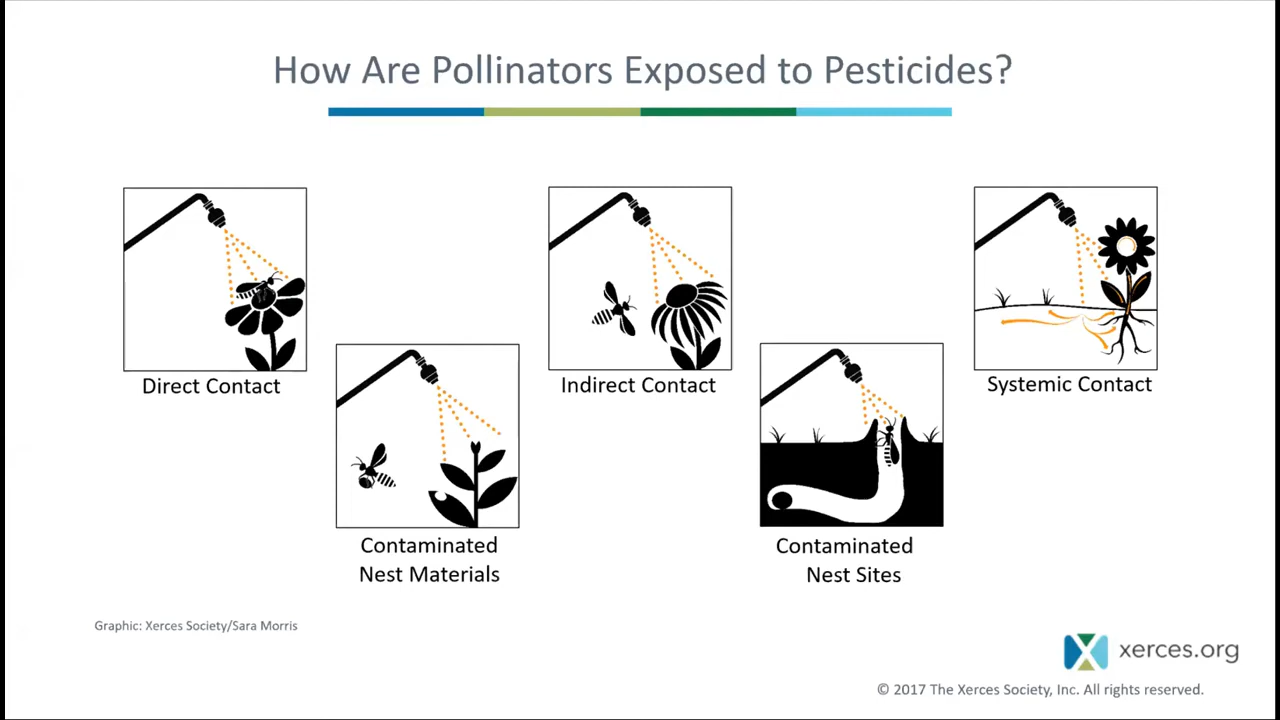 How Are Pollinators Exposed to Pesticides?
Direct Contact
Contaminated
Nest Materials
Indirect Contact
Contaminated
Nest Sites
Systemic Contact
Graphic: Xerces Society/Sara Morris
xerces.org
© 2017 The Xerces Society, Inc. All rights reserved.